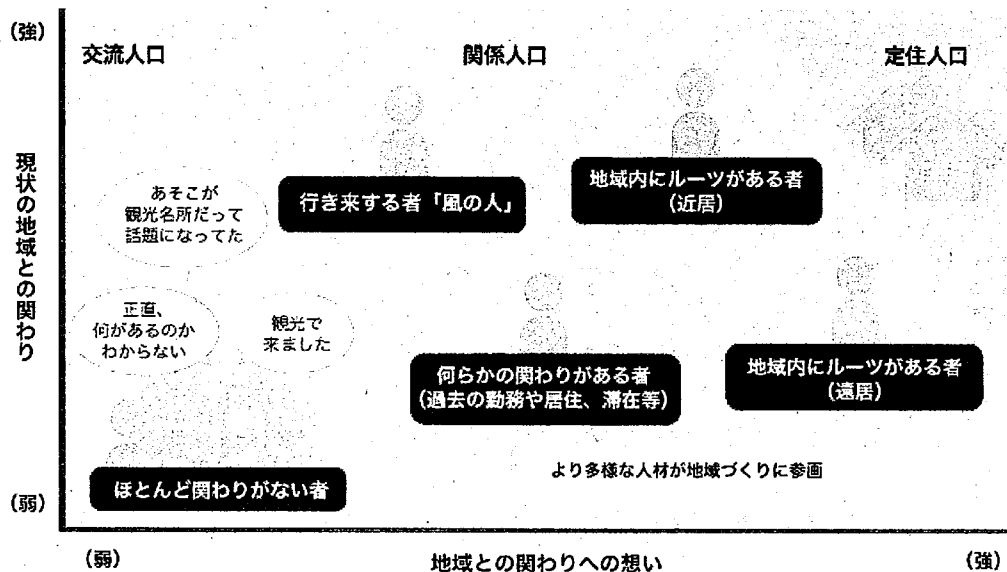 (強)
交流人口
関係人口
定住人口
現状の地域との関わり
行き来する者「風の人」
地域内にルーツがある者
(近居)
あそこが
観光名所だって
話題になってた
正直、
何があるのか
わからない
観光で
来ました
何らかの関わりがある者
(過去の勤務や居住、滞在等)
地域内にルーツがある者
(遠居)
より多様な人材が地域づくりに参画
ほとんど関わりがない者
(弱)
(弱)
地域との関わりへの想い
(強)